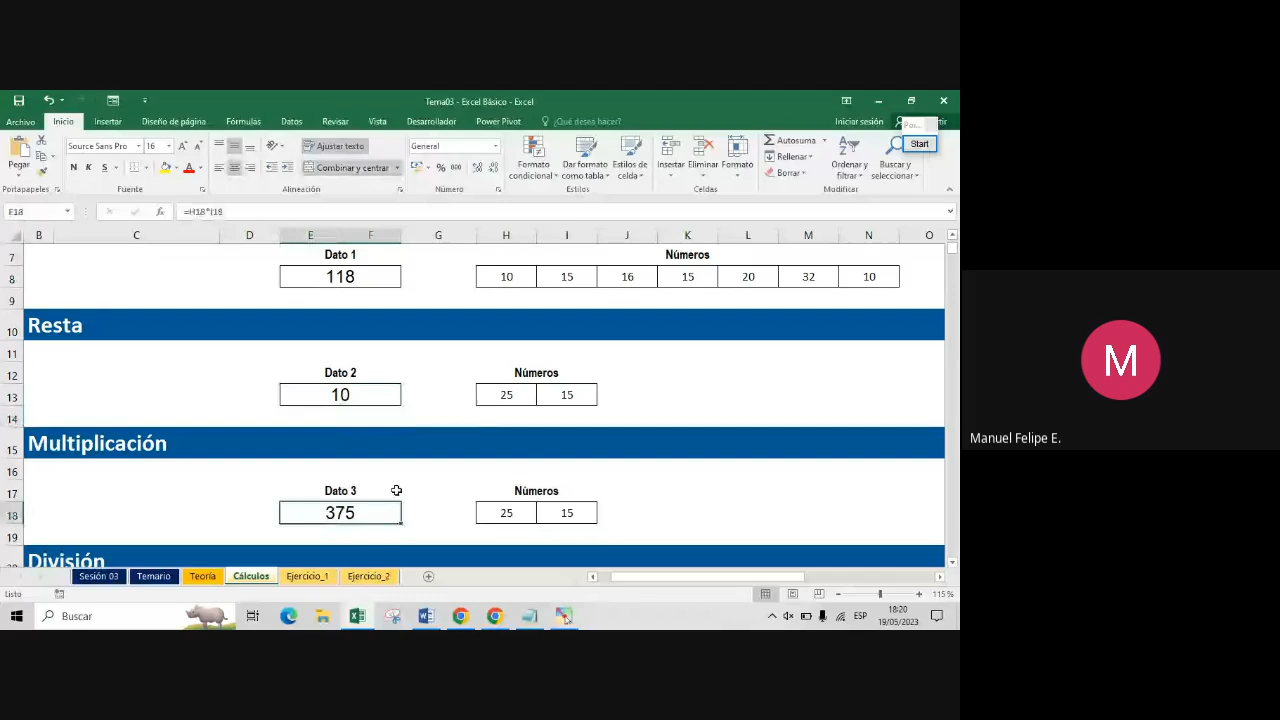 Tema03 - Excel Básico - Excel
Archivo Inicio Insertar Diseño de página Fórmulas Datos Revisar Vista Desarrollador Power Pivot ¿Qué desea hacer? Iniciar sesión
Start
Pegar
Source Sans Pro 16
N K S
Ajustar texto
Combinar y centrar
General
% 000
Formato condicional
Dar formato como tabla
Estilos de celda
Insertar Eliminar Formato
Autosuma
Rellenar
Borrar
Ordenar y filtrar
Buscar y seleccionar
Portapapeles Fuente Alineación Número Estilos Celdas Modificar
fx
B C D E F G H I J K L M N O
7 Dato 1 Números
8 118 10 15 16 15 20 32 10
9
10 Resta
11
12 Dato 2 Números
13 10 25 15
14
15 Multiplicación
16
17 Dato 3 Números
18 375 25 15
19
División
Sesión 03 Temario Teoría Cálculos Ejercicio_1 Ejercicio_2
Listo 115 %
Buscar
ESP
18:20
19/05/2023
M
Manuel Felipe E.